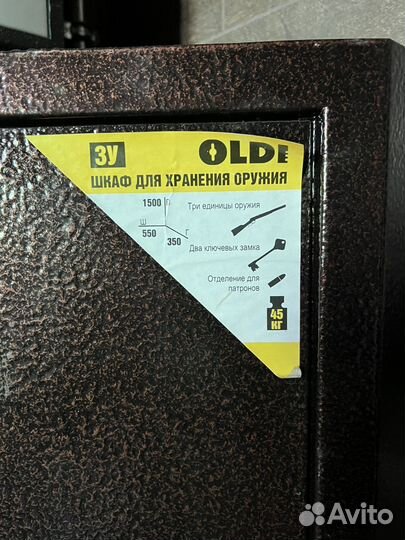 3У OLDI
ШКАФ ДЛЯ ХРАНЕНИЯ ОРУЖИЯ
1500
Ш
550
Г
350
Три единицы оружия
Два ключевых замка
Отделение для
патронов
45
КГ
Avito